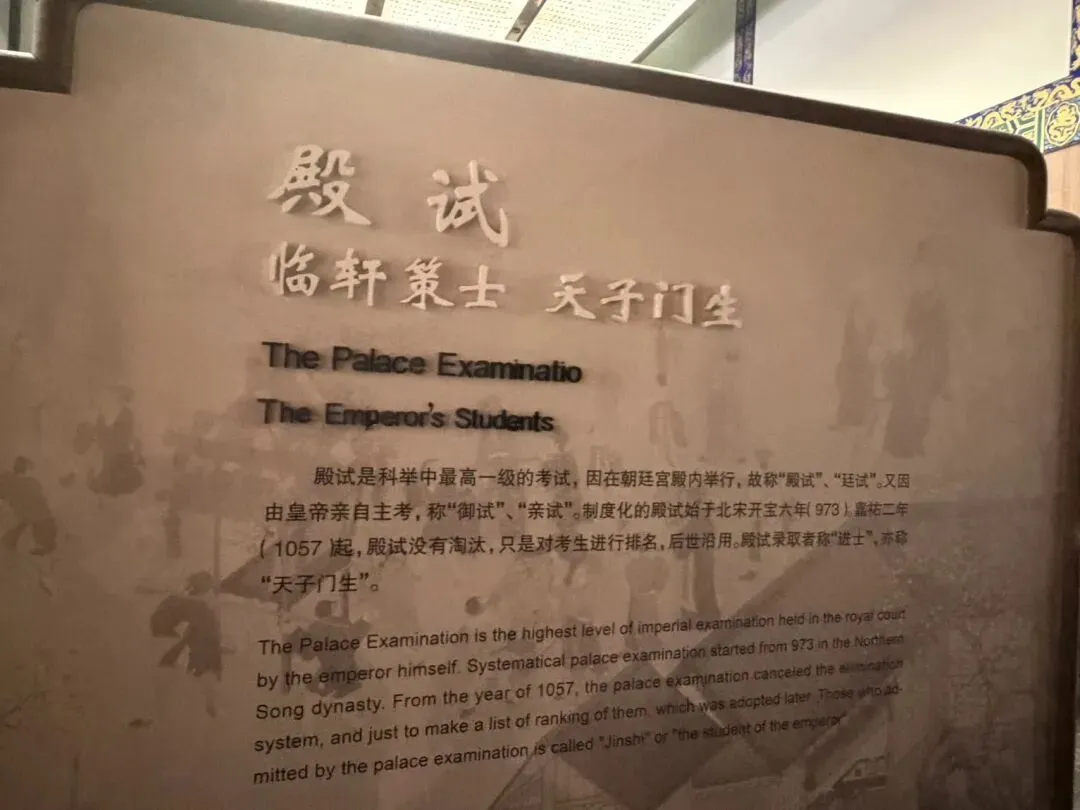 殿试
临轩策士 天子门生
The Palace Examinatio
The Emperor's Students
殿试是科举中最高一级的考试，因在朝廷宫殿内举行，故称“殿试”、“廷试”。又因
由皇帝亲自主考，称“御试”、“亲试”。制度化的殿试始于北宋开宝六年(973)，嘉祐二年
(1057)起，殿试没有淘汰，只是对考生进行排名，后世沿用。殿试录取者称“进士”，亦称
“天子门生”。
The Palace Examination is the highest level of imperial examination held in the royal court
by the emperor himself. Systematical palace examination started from 973 in the Northern
Song dynasty. From the year of 1057, the palace examination canceled the elimination
system, and just to make a list of ranking of them, which was adopted later. Those who ad-
mitted by the palace examination is called "Jinshi" or "the student of the emperor".